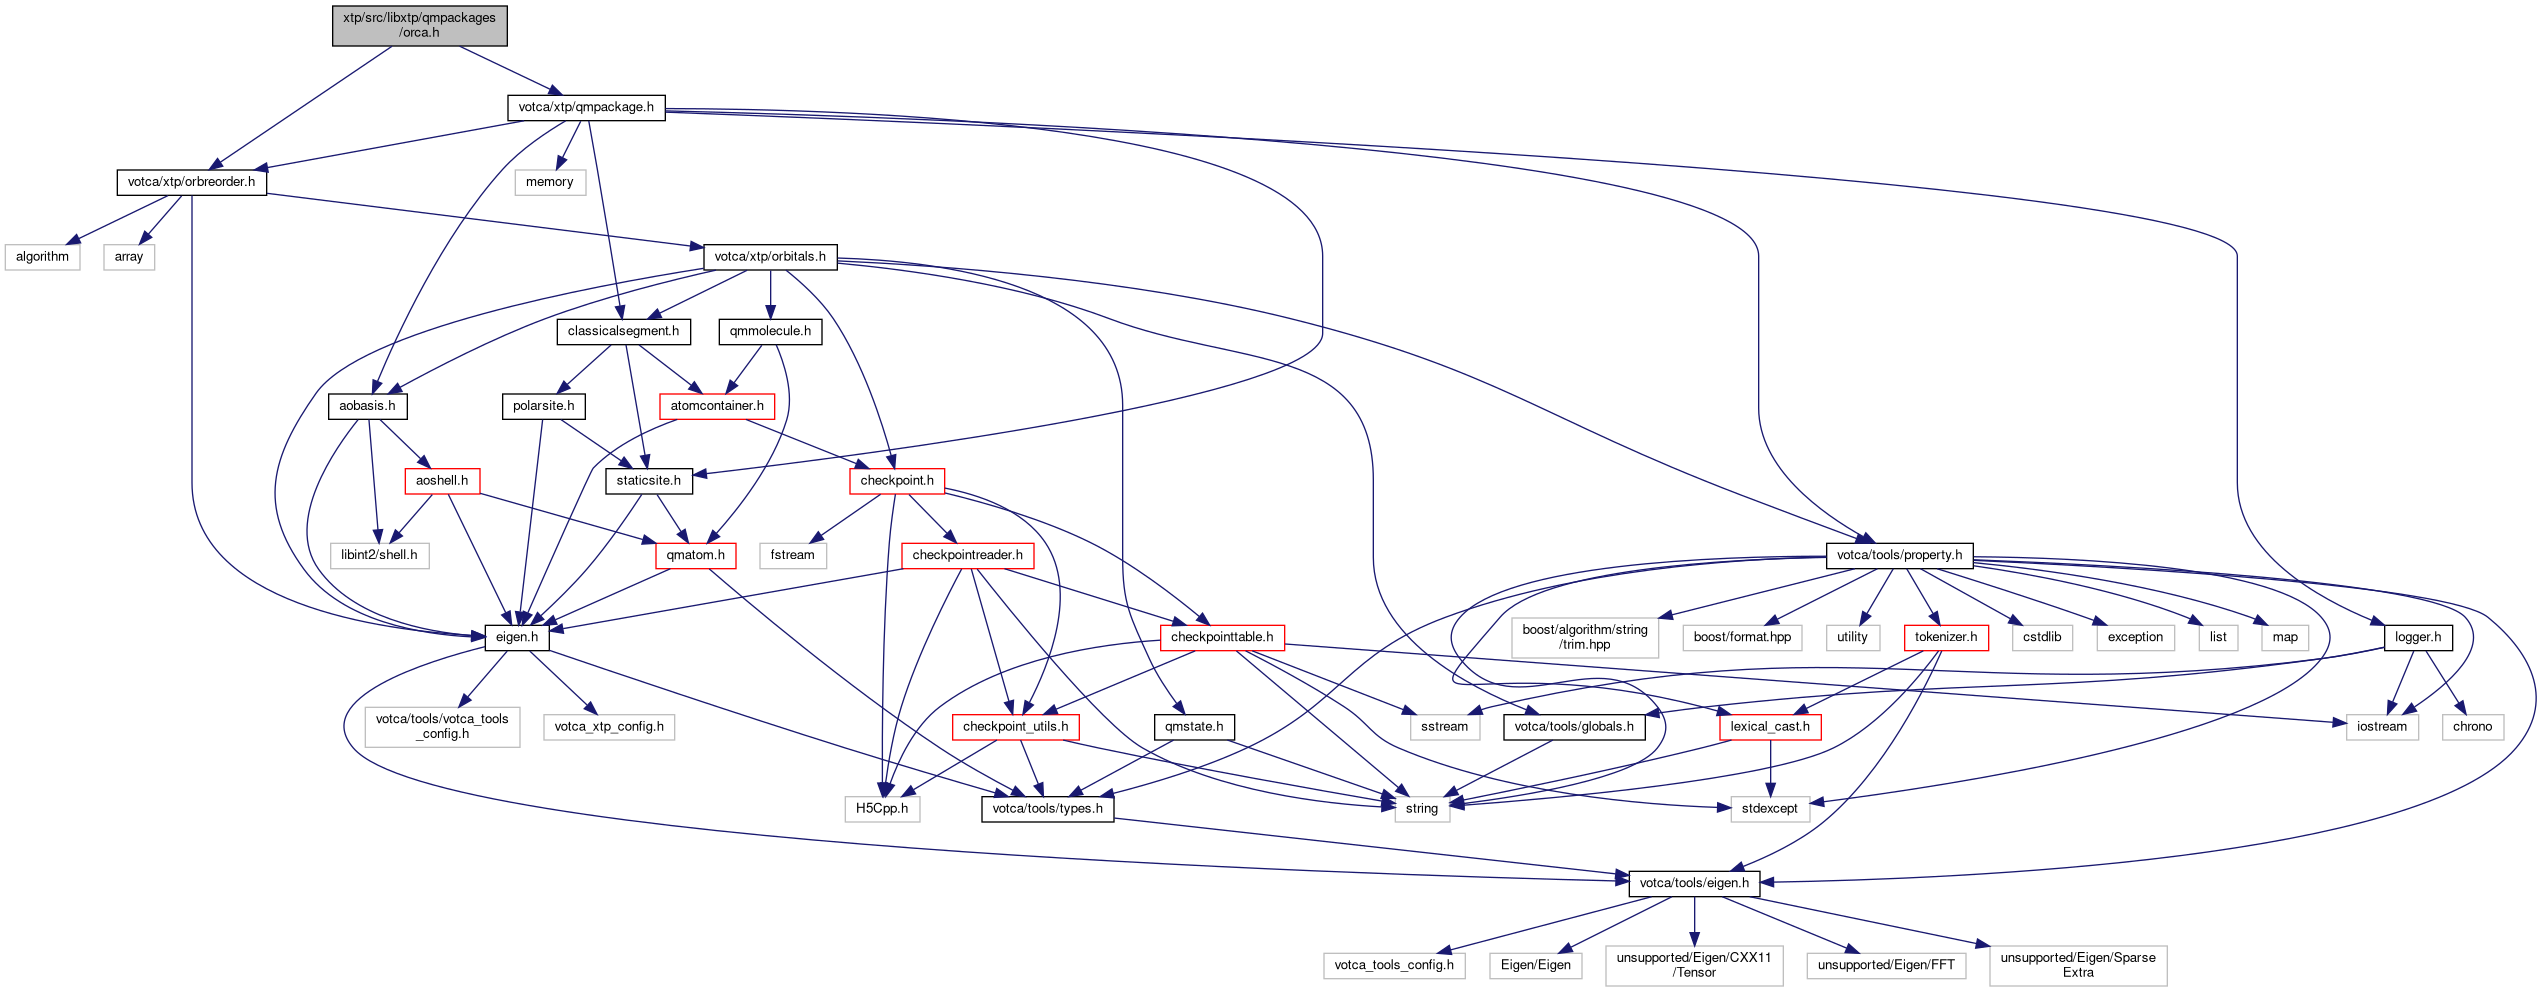 xtp/src/libxtp/qmpackages
/orca.h
votca/xtp/qmpackage.h
votca/xtp/orbreorder.h
memory
algorithm
array
votca/xtp/orbitals.h
classicalsegment.h
qmmolecule.h
aobasis.h
polarsite.h
atomcontainer.h
aoshell.h
staticsite.h
checkpoint.h
libint2/shell.h
qmatom.h
fstream
checkpointreader.h
votca/tools/property.h
eigen.h
checkpointtable.h
boost/algorithm/string
/trim.hpp
boost/format.hpp
utility
tokenizer.h
cstdlib
exception
list
map
logger.h
votca/tools/votca_tools
_config.h
votca_xtp_config.h
checkpoint_utils.h
qmstate.h
sstream
votca/tools/globals.h
lexical_cast.h
iostream
chrono
H5Cpp.h
votca/tools/types.h
string
stdexcept
votca/tools/eigen.h
votca_tools_config.h
Eigen/Eigen
unsupported/Eigen/CXX11
/Tensor
unsupported/Eigen/FFT
unsupported/Eigen/Sparse
Extra